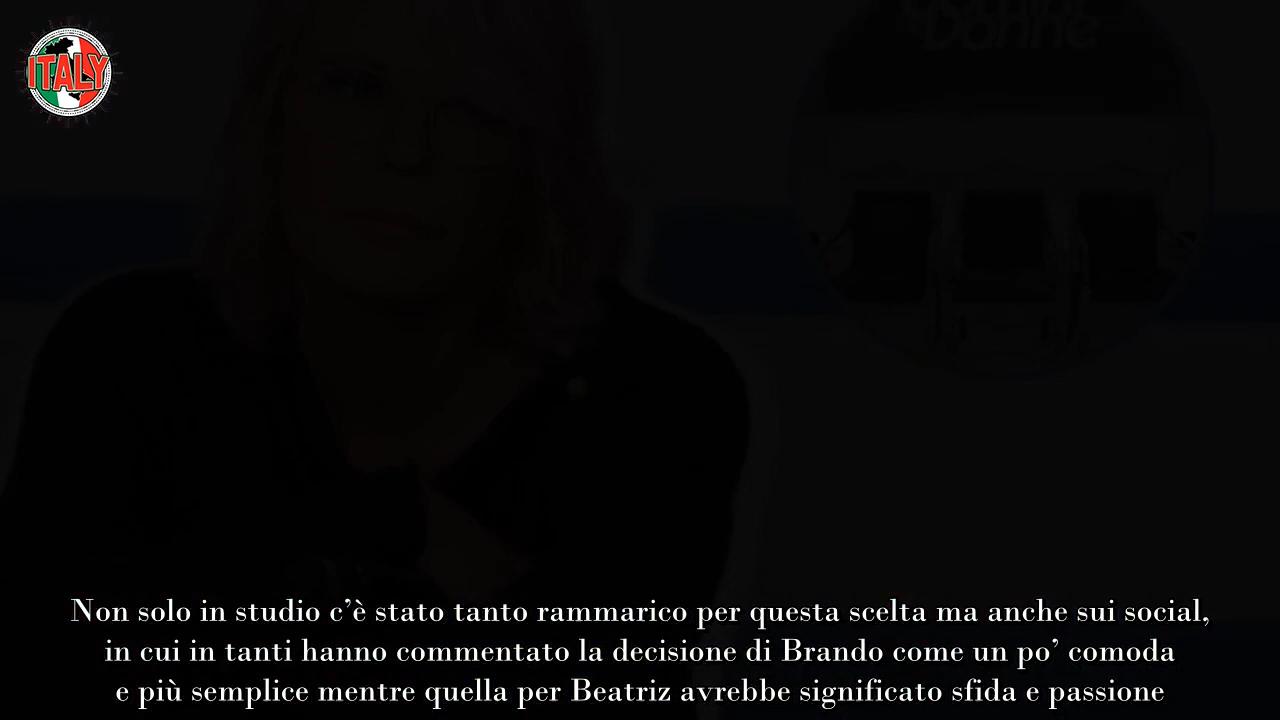 ITALY
uomini
Donne
Non solo in studio c’è stato tanto rammarico per questa scelta ma anche sui social,
in cui in tanti hanno commentato la decisione di Brando come un po’ comoda
e più semplice mentre quella per Beatriz avrebbe significato sfida e passione